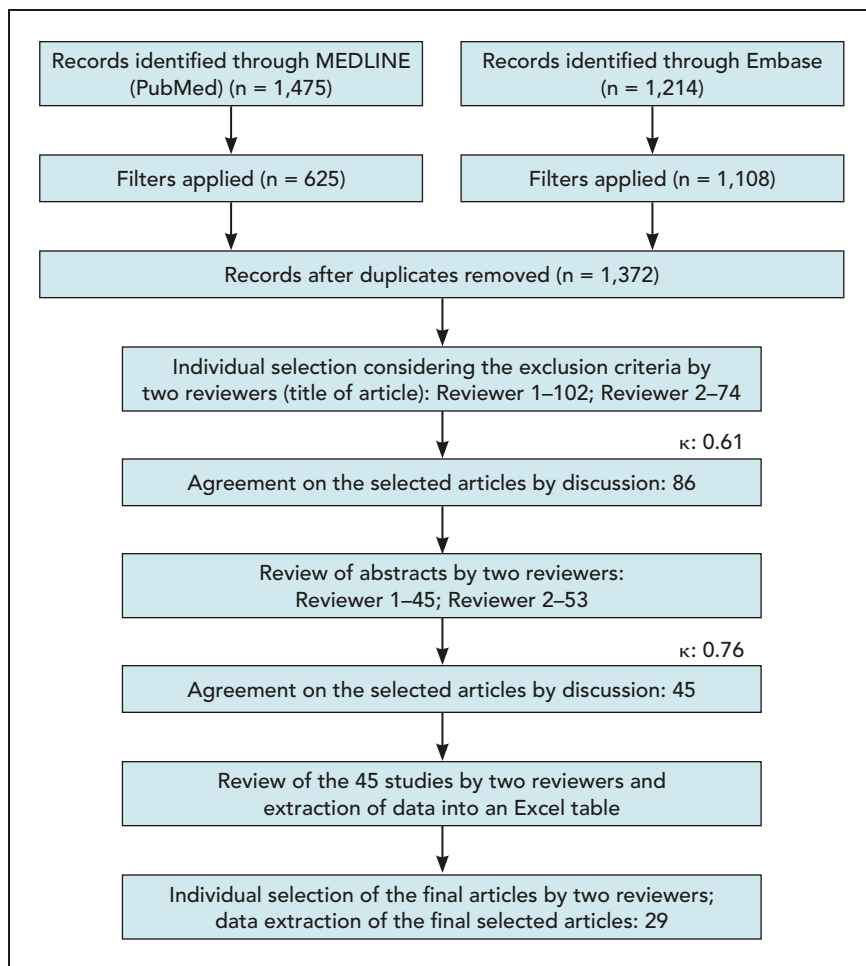 Records identified through MEDLINE
(PubMed) (n = 1,475)
Records identified through Embase
(n = 1,214)
Filters applied (n = 625)
Filters applied (n = 1,108)
Records after duplicates removed (n = 1,372)
Individual selection considering the exclusion criteria by
two reviewers (title of article): Reviewer 1–102; Reviewer 2–74
κ: 0.61
Agreement on the selected articles by discussion: 86
Review of abstracts by two reviewers:
Reviewer 1–45; Reviewer 2–53
κ: 0.76
Agreement on the selected articles by discussion: 45
Review of the 45 studies by two reviewers and
extraction of data into an Excel table
Individual selection of the final articles by two reviewers;
data extraction of the final selected articles: 29